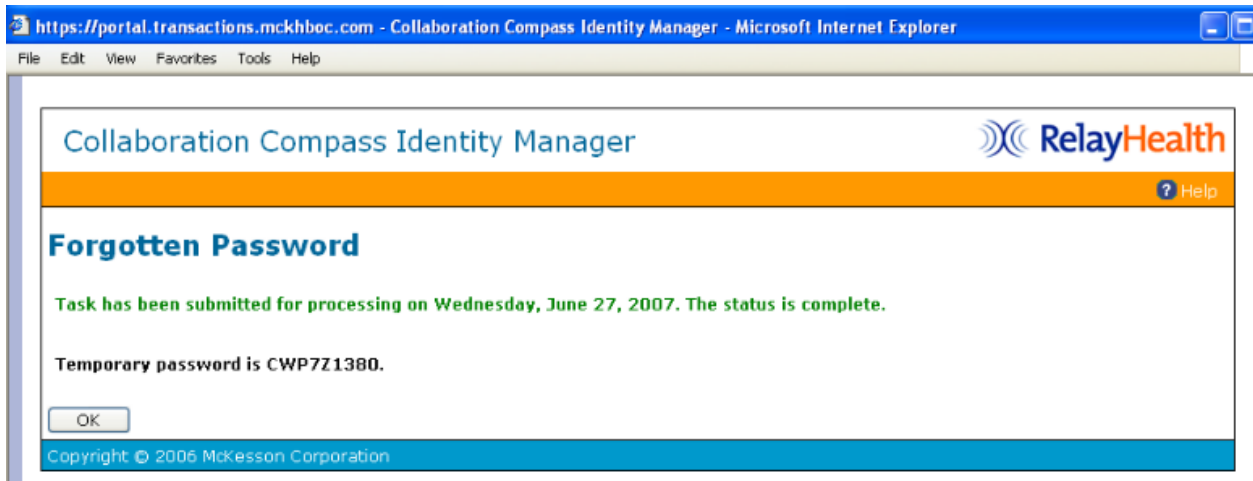 https://portal.transactions.mckhboc.com - Collaboration Compass Identity Manager - Microsoft Internet Explorer
File Edit View Favorites Tools Help
Collaboration Compass Identity Manager RelayHealth
? Help
Forgotten Password
Task has been submitted for processing on Wednesday, June 27, 2007. The status is complete.
Temporary password is CWP7Z1380.
OK
Copyright © 2006 McKesson Corporation